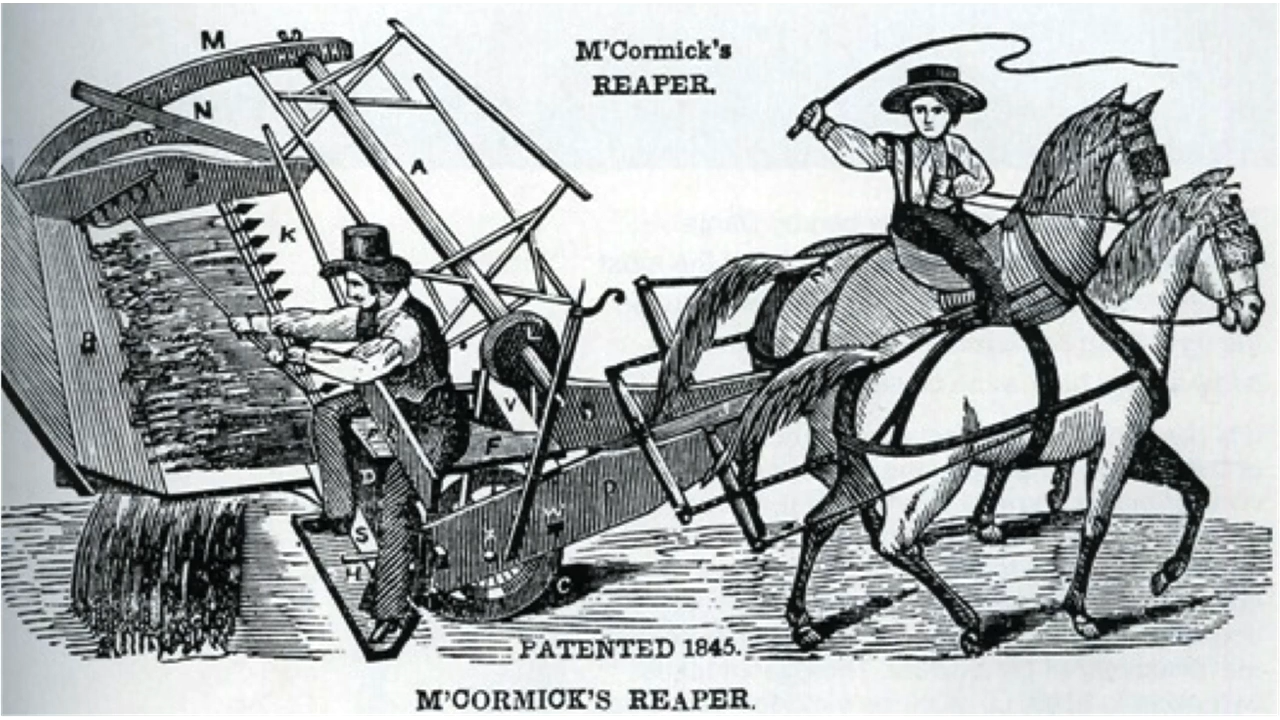 M'Cormick's
REAPER.
M
N
A
K
B
L
V
F
D
D
S
H
W
C
PATENTED 1845.
M'CORMICK'S REAPER.